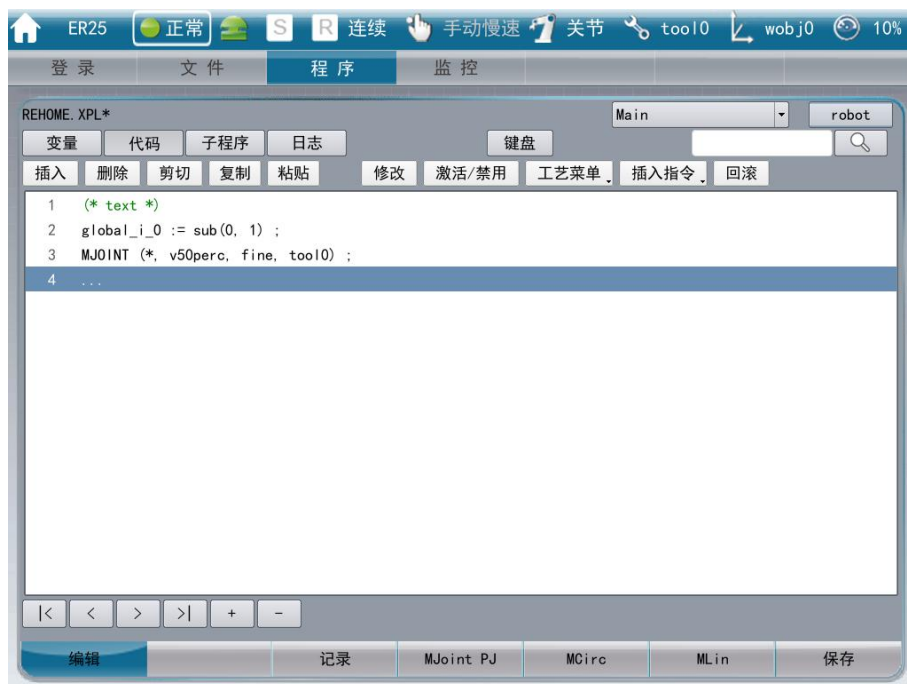 ER25 正常 S R 连续 手动慢速 关节 tool0 wobj0 10%
登录 文件 程序 监控
REHOME.XPL* Main robot
变量 代码 子程序 日志 键盘
插入 删除 剪切 复制 粘贴 修改 激活/禁用 工艺菜单 插入指令 回滚
1 (* text *)
2 global_i_0 := sub(0, 1) ;
3 MJOINT (*, v50perc, fine, tool0) ;
4 ...
|< < > >| + -
编辑 记录 MJoint PJ MCirc MLin 保存